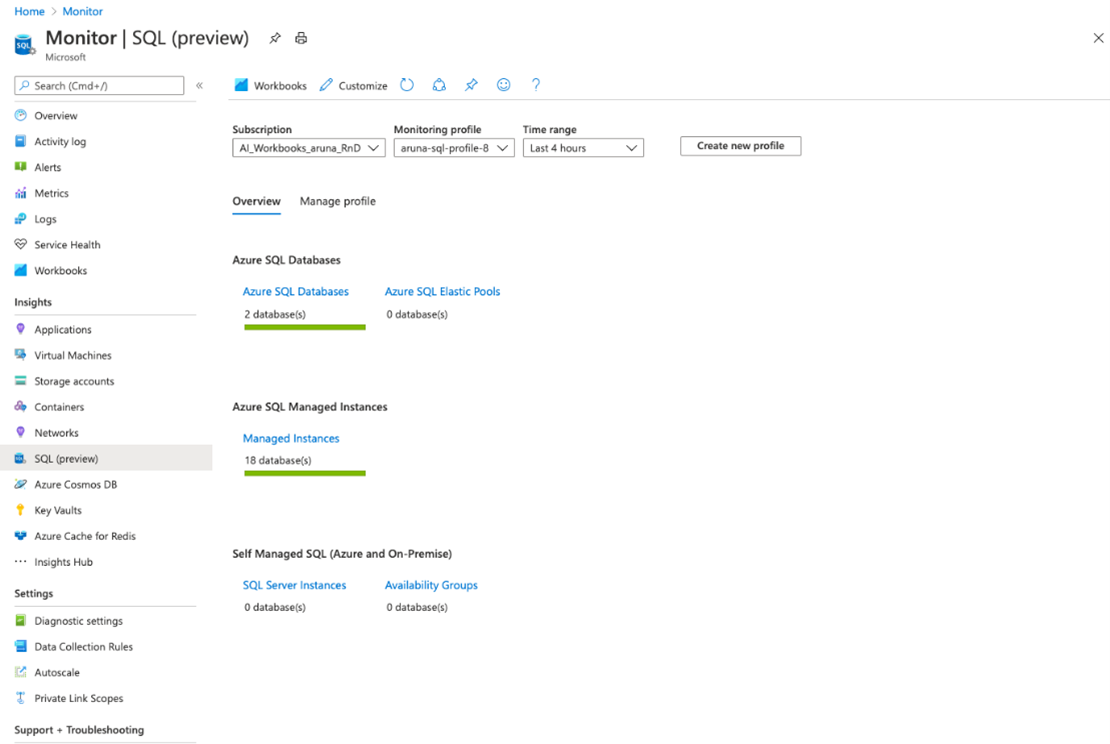 Home > Monitor
Monitor | SQL (preview)
Microsoft
Search (Cmd+/)
«
Overview
Activity log
Alerts
Metrics
Logs
Service Health
Workbooks
Insights
Applications
Virtual Machines
Storage accounts
Containers
Networks
SQL (preview)
Azure Cosmos DB
Key Vaults
Azure Cache for Redis
Insights Hub
Settings
Diagnostic settings
Data Collection Rules
Autoscale
Private Link Scopes
Support + Troubleshooting
Workbooks Customize ?
Subscription Monitoring profile Time range
AI_Workbooks_aruna_RnD aruna-sql-profile-8 Last 4 hours Create new profile
Overview Manage profile
Azure SQL Databases
Azure SQL Databases Azure SQL Elastic Pools
2 database(s) 0 database(s)
Azure SQL Managed Instances
Managed Instances
18 database(s)
Self Managed SQL (Azure and On-Premise)
SQL Server Instances Availability Groups
0 database(s) 0 database(s)